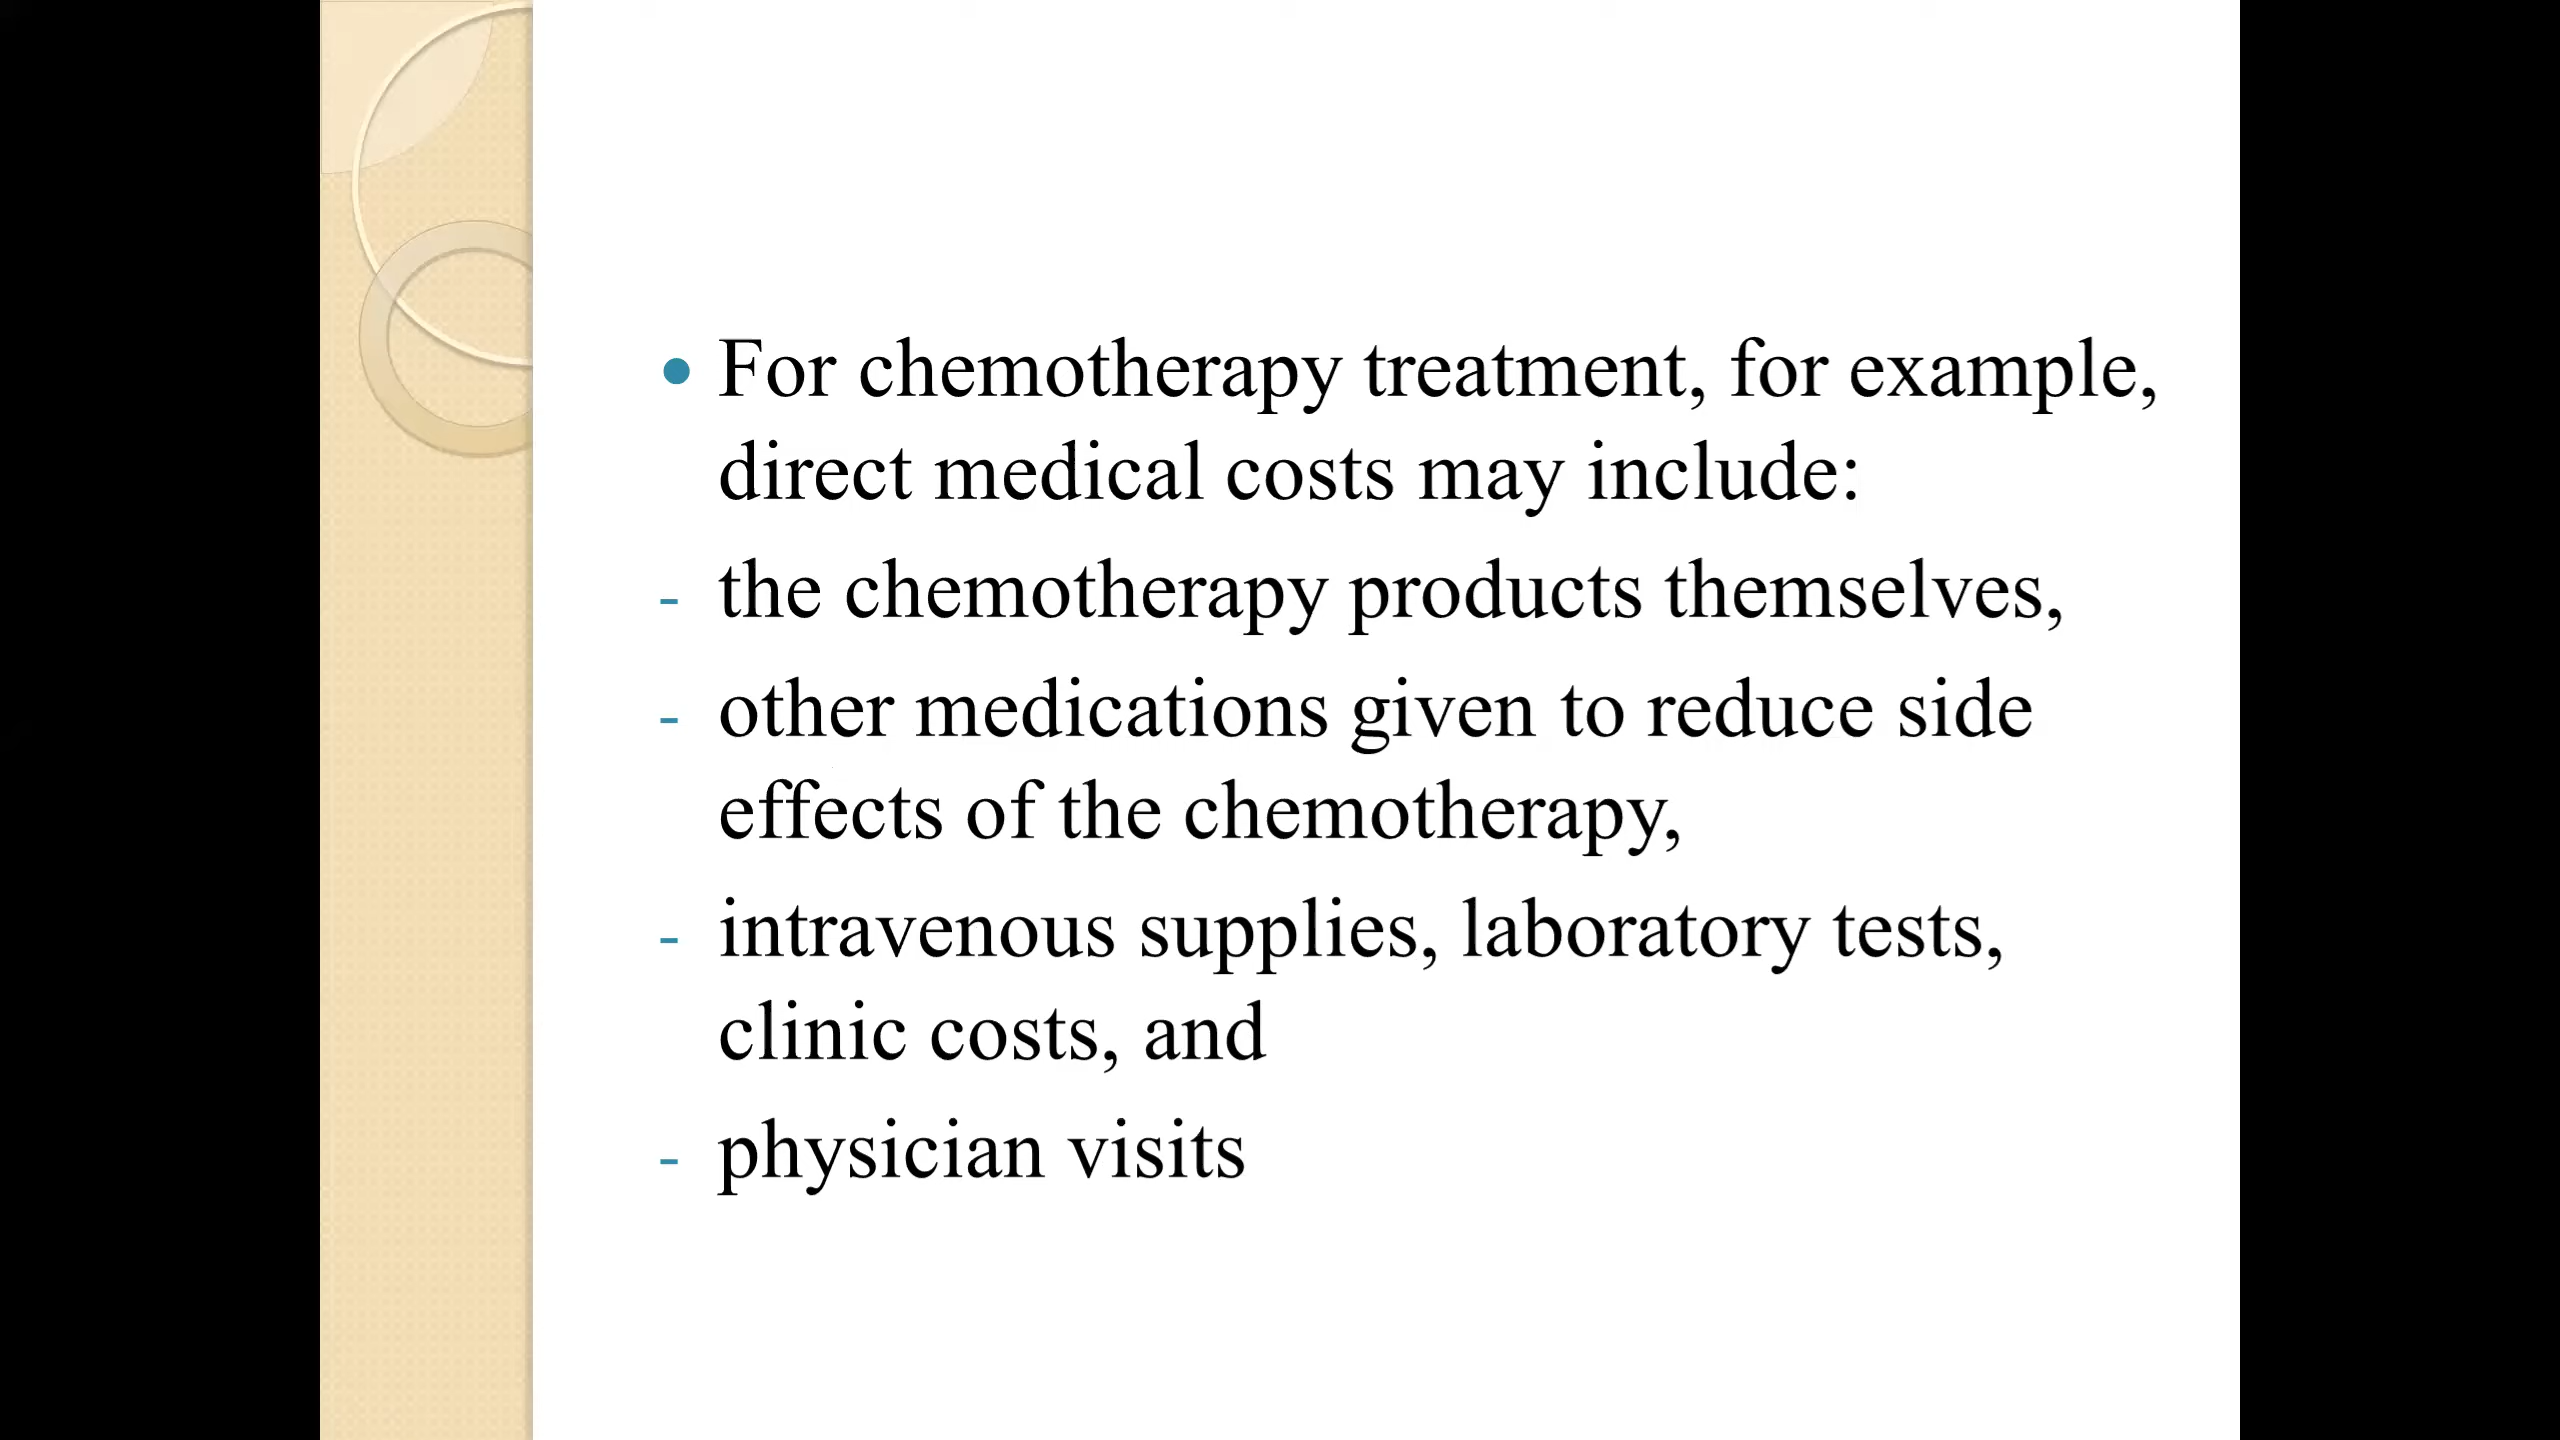 • For chemotherapy treatment, for example,
direct medical costs may include:
- the chemotherapy products themselves,
- other medications given to reduce side
effects of the chemotherapy,
- intravenous supplies, laboratory tests,
clinic costs, and
- physician visits